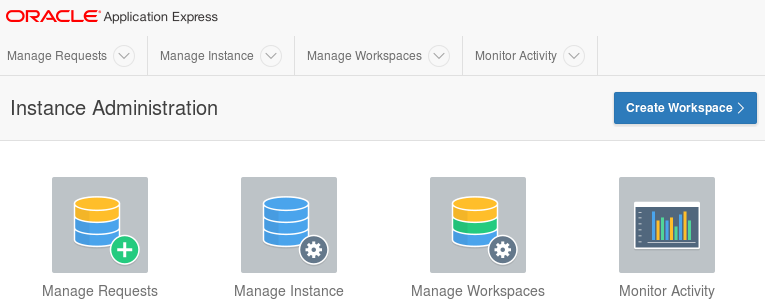 ORACLE® Application Express
Manage Requests Manage Instance Manage Workspaces Monitor Activity
Instance Administration Create Workspace
Manage Requests Manage Instance Manage Workspaces Monitor Activity